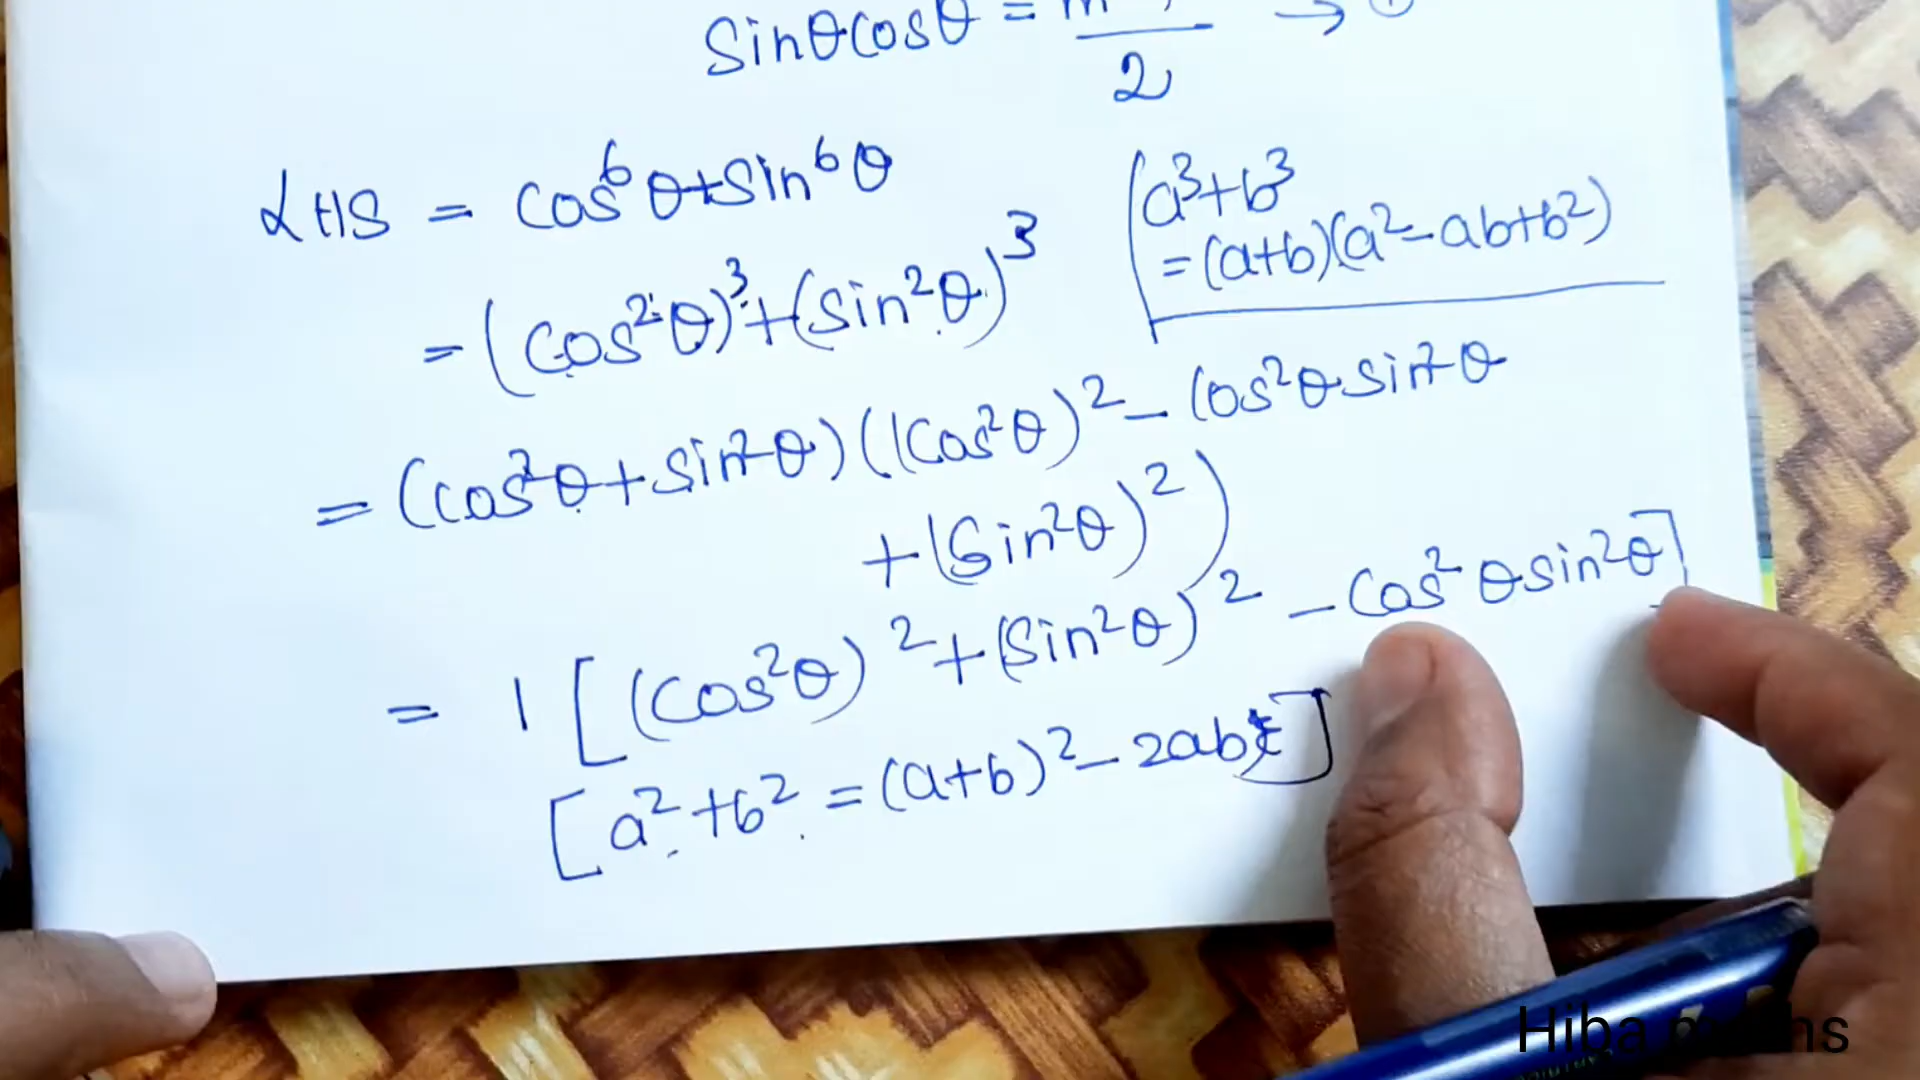 Sinθcosθ = / 2 →
LHS = cos⁶θ+sin⁶θ
= (cos²θ)³+(sin²θ)³
a³+b³
= (a+b)(a²-ab+b²)
= (cos²θ+sin²θ)((cos²θ)² - cos²θ sin²θ
+(sin²θ)²)
= 1 [(cos²θ)²+(sin²θ)² - cos²θ sin²θ]
[a²+b² = (a+b)² - 2ab]
Hiba